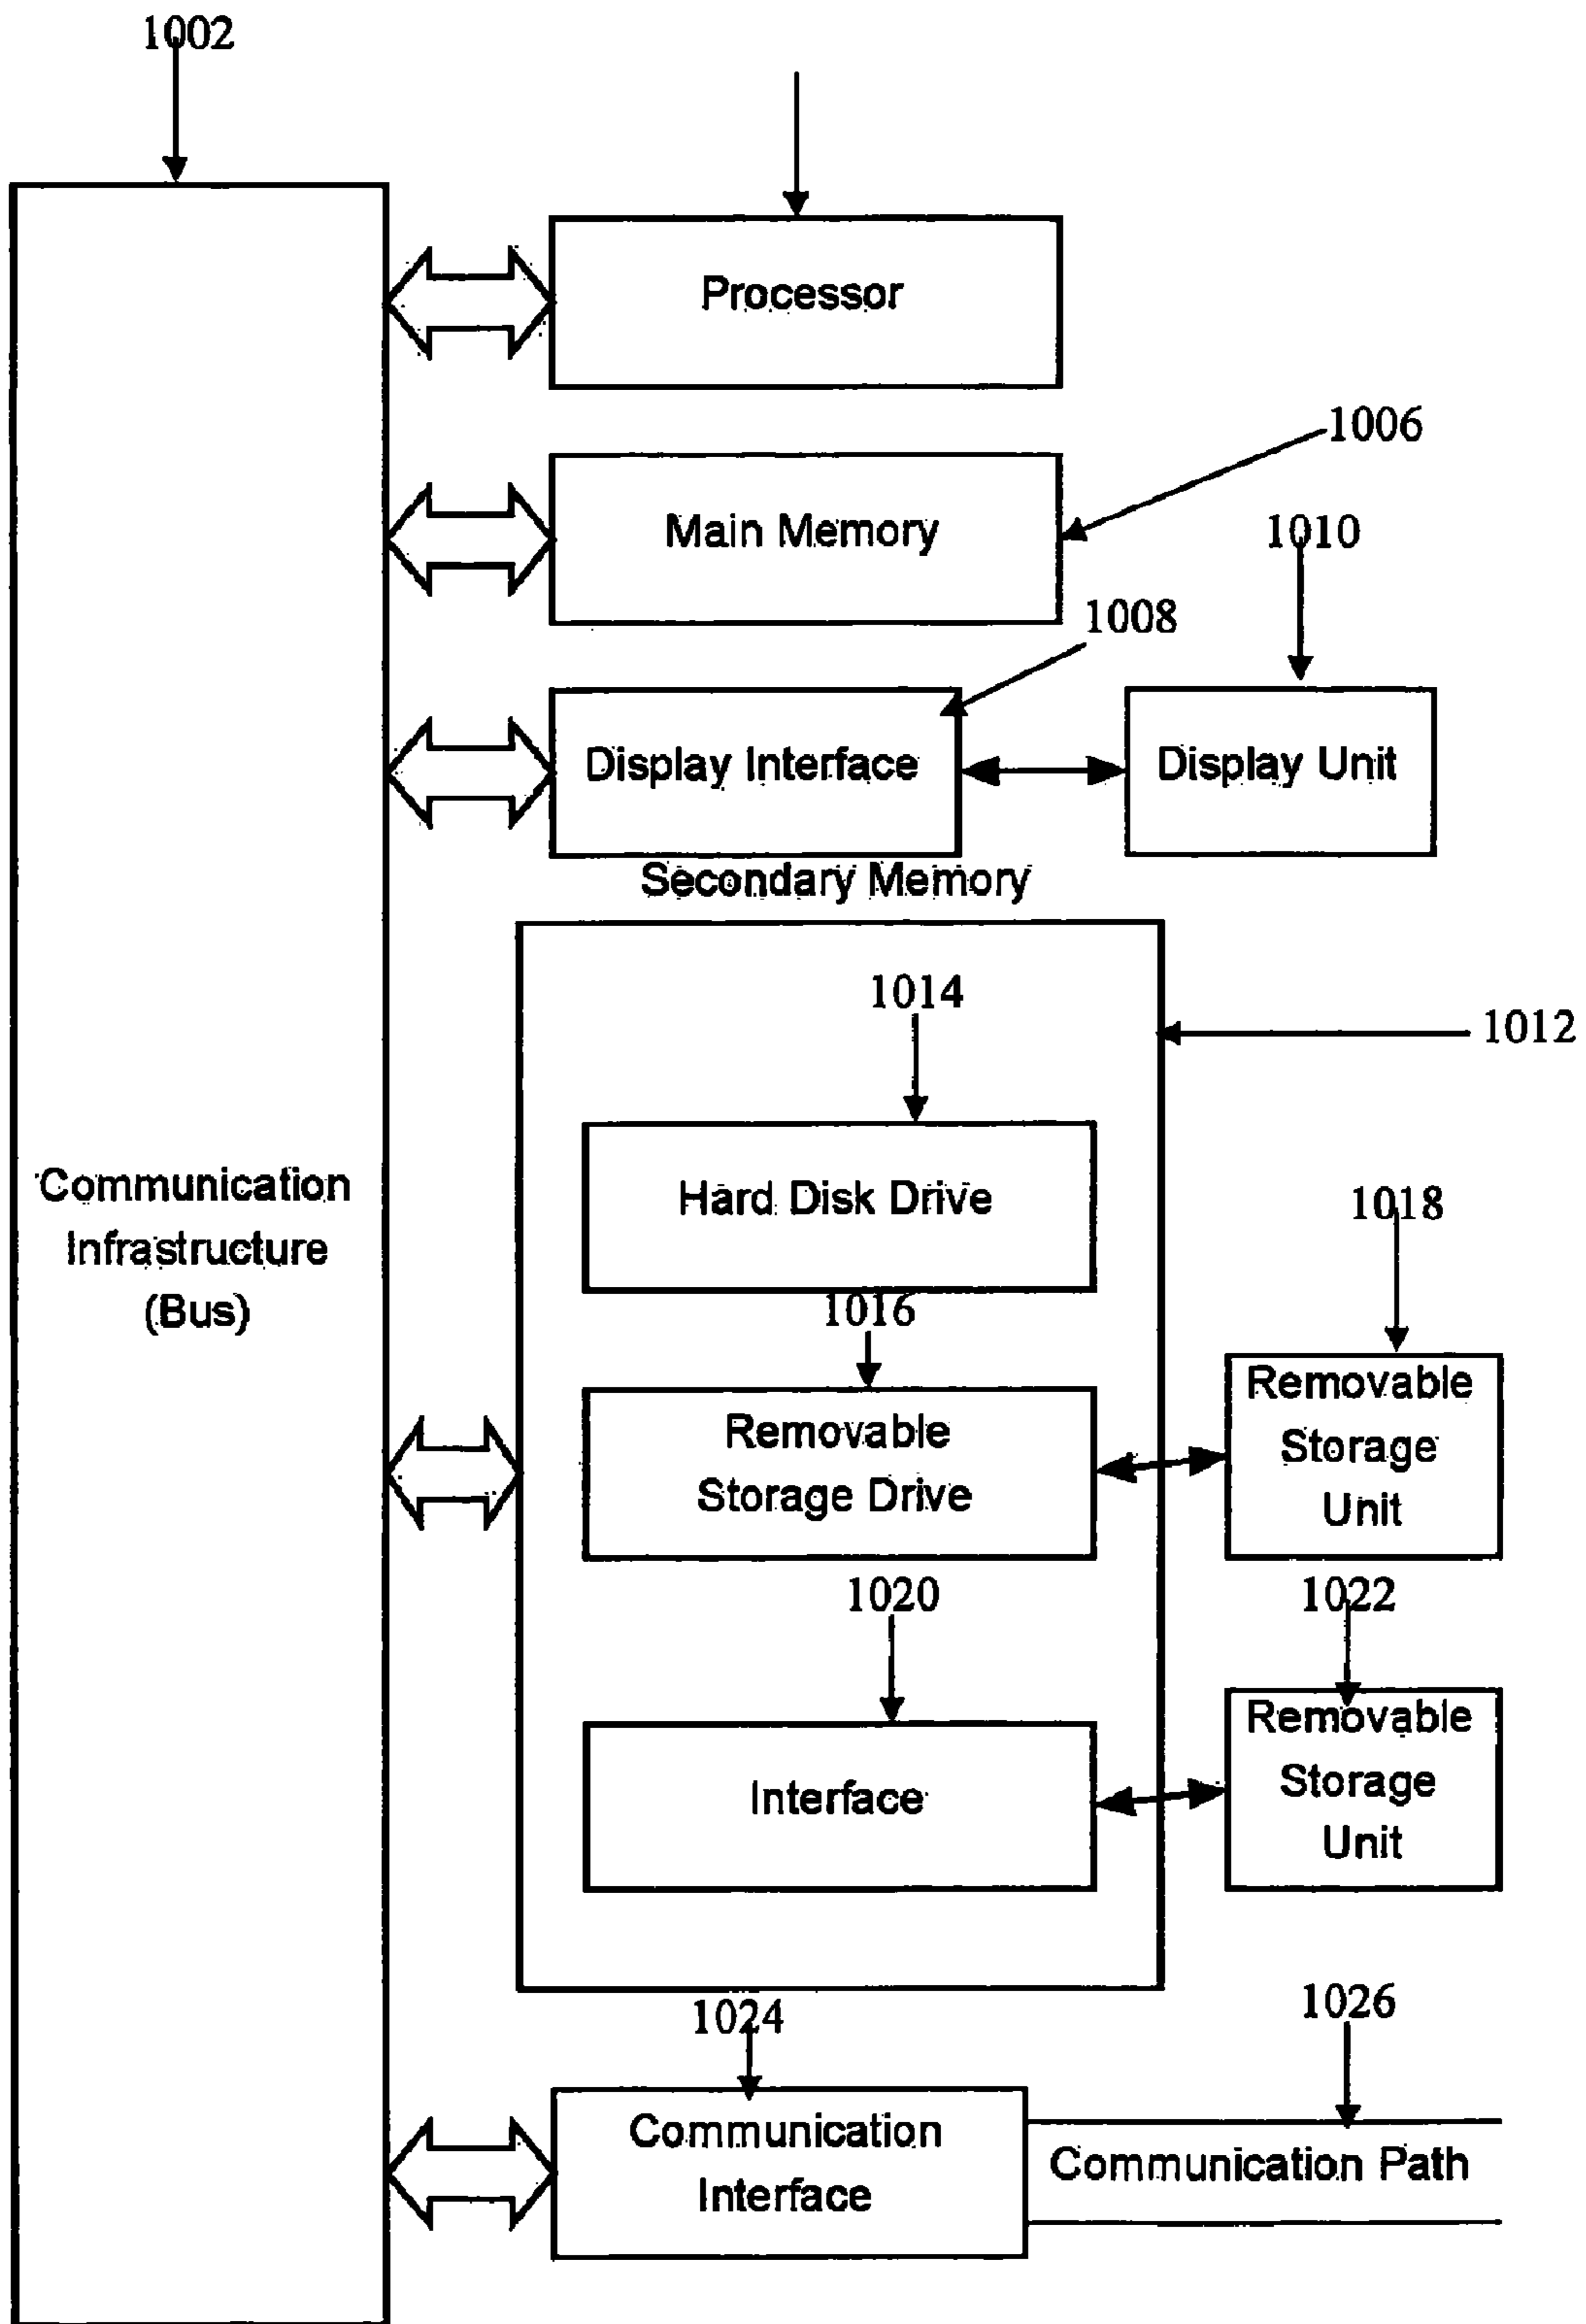 1002
Processor
1006
Main Memory
1010
1008
Display Interface
Display Unit
Secondary Memory
1014
1012
Communication
Infrastructure
(Bus)
Hard Disk Drive
1018
1016
Removable
Storage Drive
Removable
Storage
Unit
1020
1022
Interface
Removable
Storage
Unit
1024
1026
Communication
Interface
Communication Path